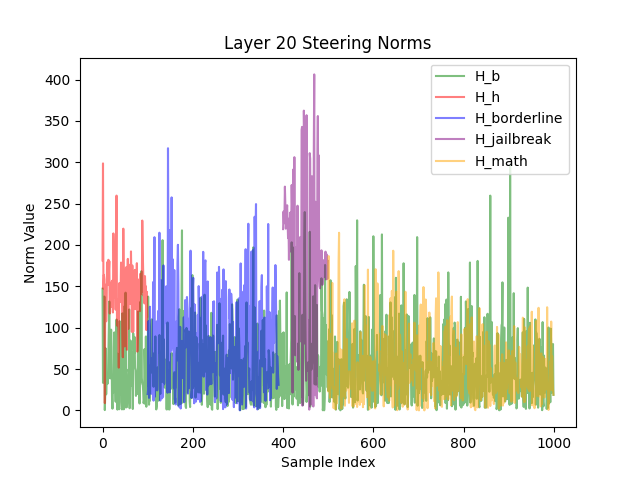 Layer 20 Steering Norms
H_b
H_h
H_borderline
H_jailbreak
H_math
Norm Value
400
350
300
250
200
150
100
50
0
0
200
400
600
800
1000
Sample Index